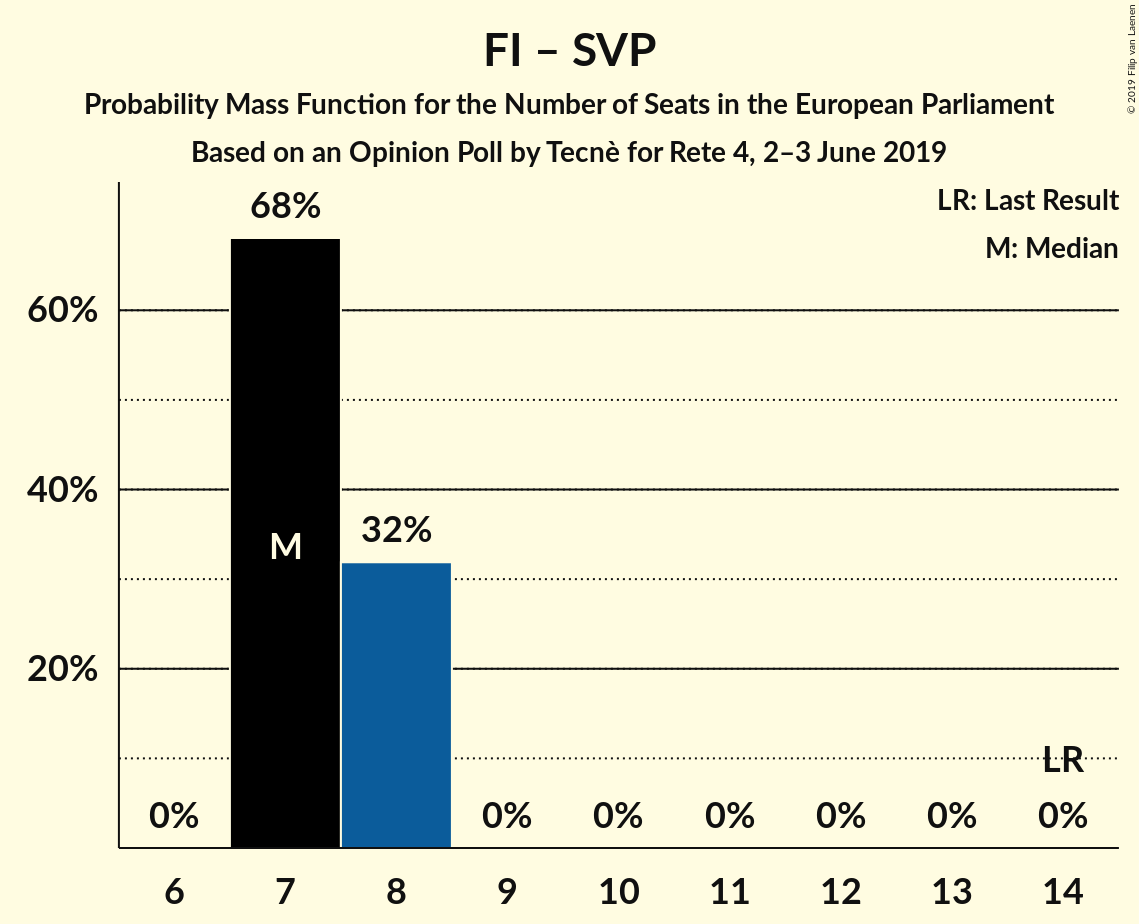 FI – SVP
Probability Mass Function for the Number of Seats in the European Parliament
Based on an Opinion Poll by Tecnè for Rete 4, 2–3 June 2019
© 2019 Filip van Laenen
LR: Last Result
M: Median
68%
60%
40%
32%
M
20%
LR
0% 0% 0% 0% 0% 0% 0%
6 7 8 9 10 11 12 13 14